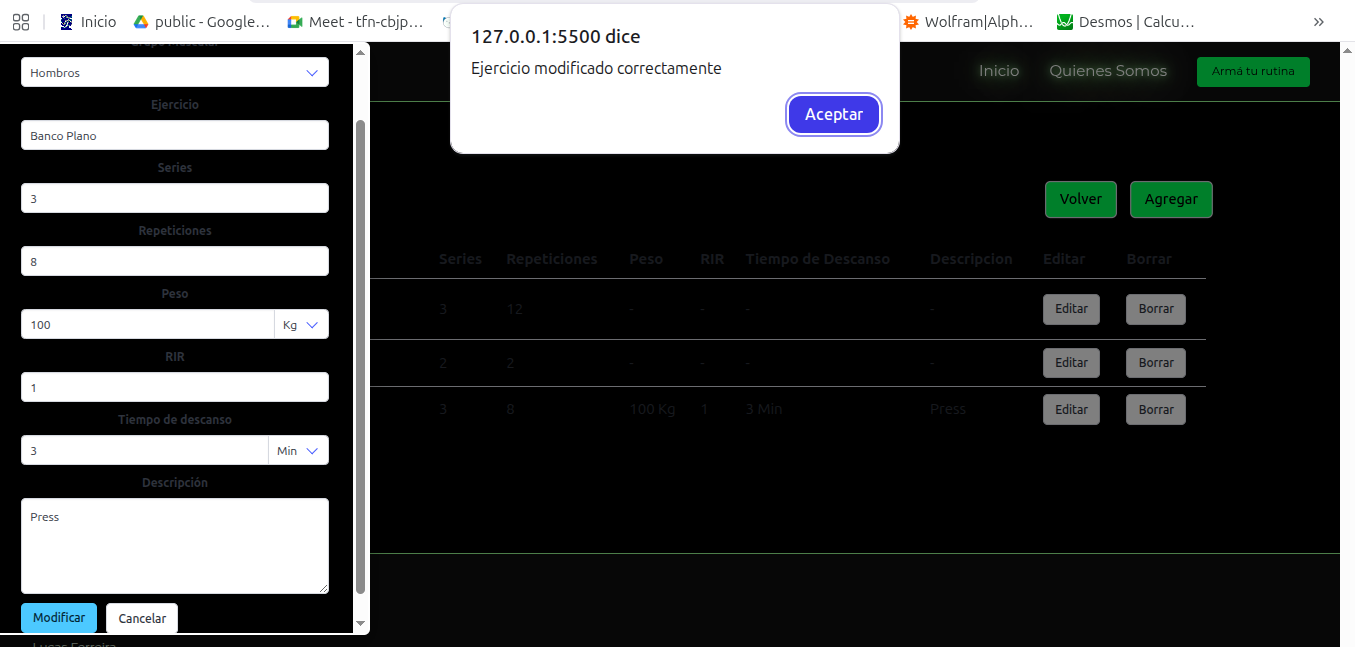 Inicio
public - Google...
Meet - tfn-cbjp...
Wolfram|Alph...
Desmos | Calcu...
»
127.0.0.1:5500 dice
Ejercicio modificado correctamente
Aceptar
Inicio
Quienes Somos
Armá tu rutina
Grupo Muscular
Hombros
Ejercicio
Banco Plano
Series
3
Repeticiones
8
Peso
100
Kg
RIR
1
Tiempo de descanso
3
Min
Descripción
Press
Modificar
Cancelar
Volver
Agregar
Series Repeticiones Peso RIR Tiempo de Descanso Descripcion Editar Borrar
3 12 - - - - Editar Borrar
2 2 - - - - Editar Borrar
3 8 100 Kg 1 3 Min Press Editar Borrar
Lucas Ferreira